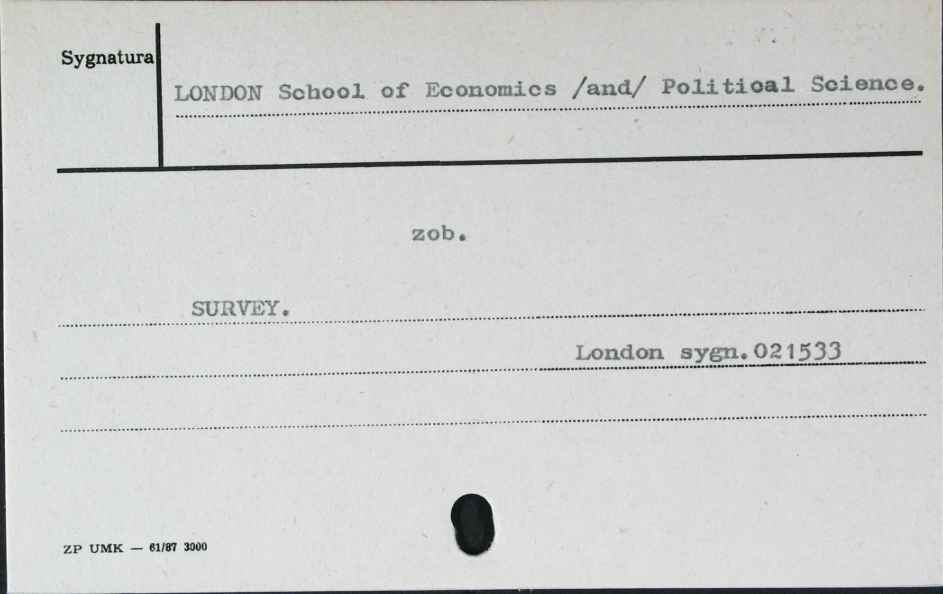 Sygnatura
LONDON School of Economics /and/ Political Science.
zob.
SURVEY.
London sygn.021533
ZP UMK — 61/87 3000